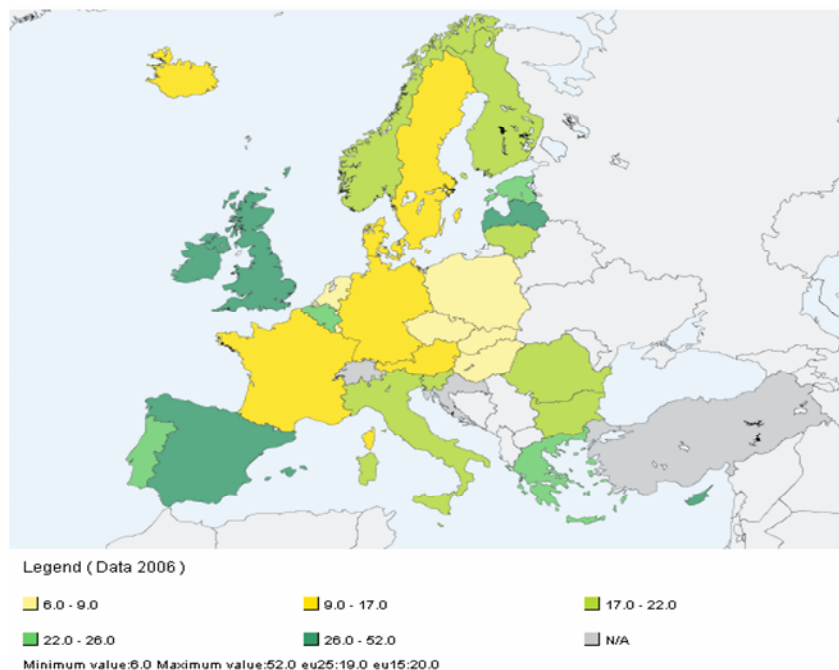 Legend ( Data 2006 )
6.0 - 9.0 9.0 - 17.0 17.0 - 22.0
22.0 - 26.0 26.0 - 52.0 N/A
Minimum value:6.0 Maximum value:52.0 eu25:19.0 eu15:20.0